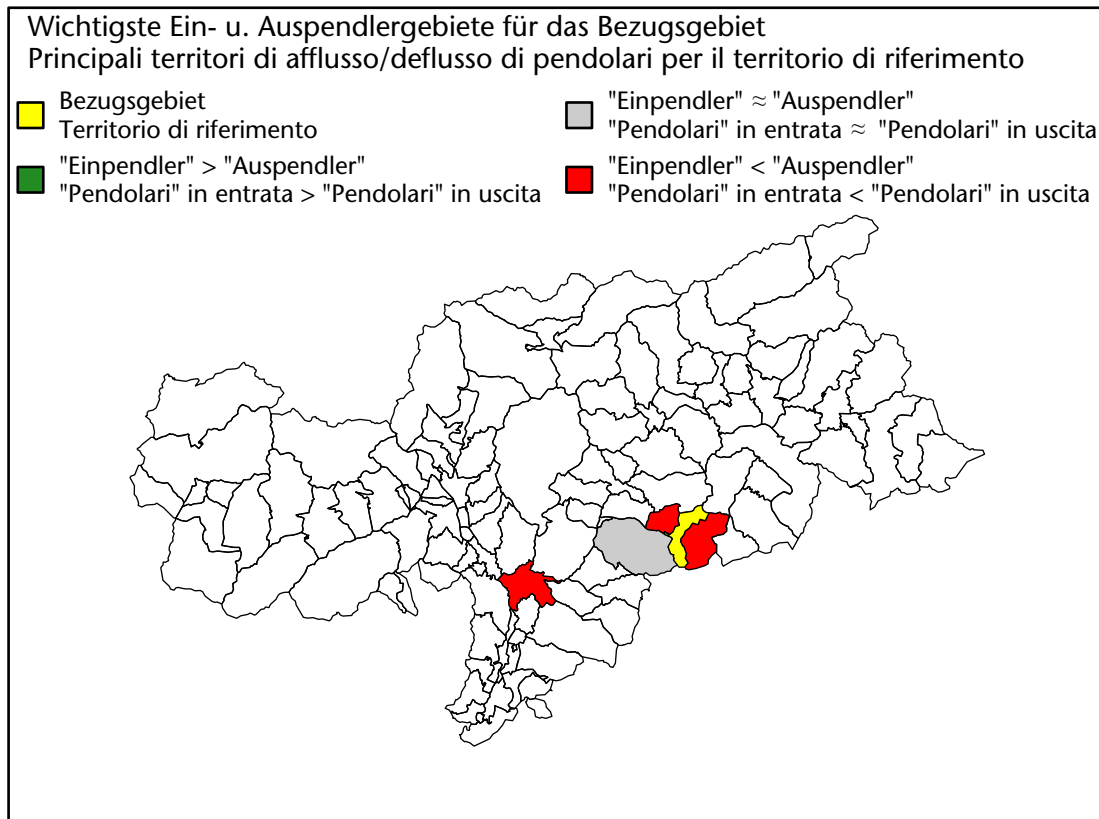 Wichtigste Ein- u. Auspendlergebiete für das Bezugsgebiet
Principali territori di afflusso/deflusso di pendolari per il territorio di riferimento
Bezugsgebiet
Territorio di riferimento
"Einpendler" > "Auspendler"
"Pendolari" in entrata > "Pendolari" in uscita
"Einpendler" ≈ "Auspendler"
"Pendolari" in entrata ≈ "Pendolari" in uscita
"Einpendler" < "Auspendler"
"Pendolari" in entrata < "Pendolari" in uscita